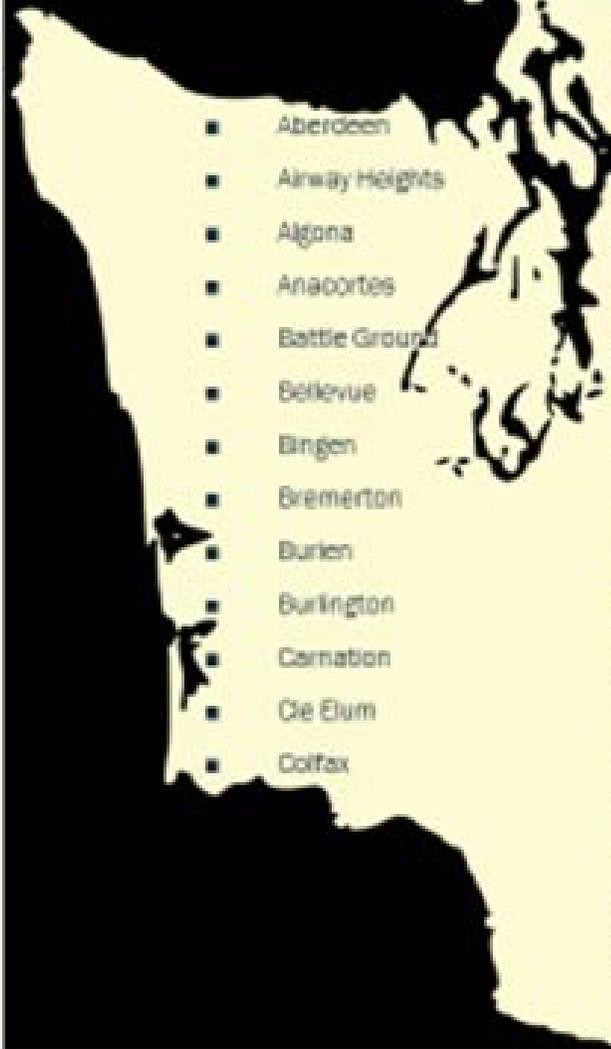 Aberdeen
Airway Heights
Algona
Anacortes
Battle Ground
Bellevue
Bingen
Bremerton
Burien
Burlington
Carnation
Cle Elum
Colfax